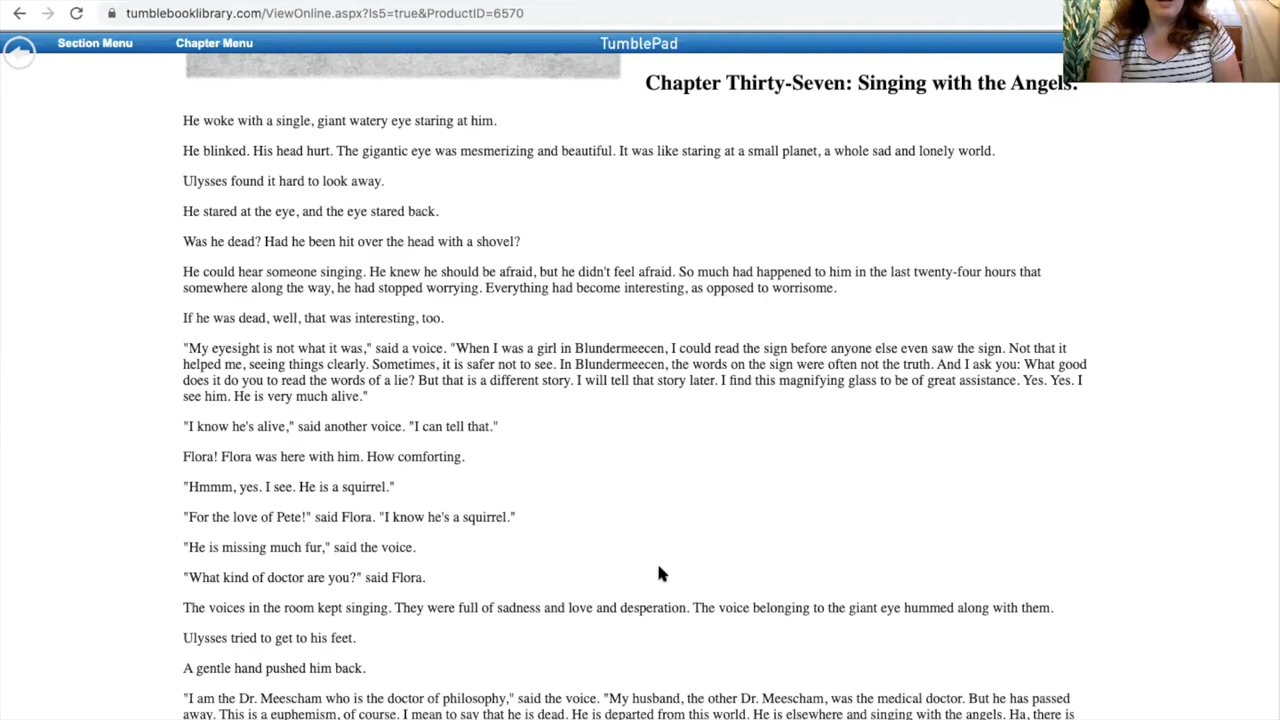 tumblebooklibrary.com/ViewOnline.aspx?ls5=true&ProductID=6570
Section Menu Chapter Menu TumblePad
Chapter Thirty-Seven: Singing with the Angels.
He woke with a single, giant watery eye staring at him.
He blinked. His head hurt. The gigantic eye was mesmerizing and beautiful. It was like staring at a small planet, a whole sad and lonely world.
Ulysses found it hard to look away.
He stared at the eye, and the eye stared back.
Was he dead? Had he been hit over the head with a shovel?
He could hear someone singing. He knew he should be afraid, but he didn't feel afraid. So much had happened to him in the last twenty-four hours that
somewhere along the way, he had stopped worrying. Everything had become interesting, as opposed to worrisome.
If he was dead, well, that was interesting, too.
"My eyesight is not what it was," said a voice. "When I was a girl in Blundermeecen, I could read the sign before anyone else even saw the sign. Not that it
helped me, seeing things clearly. Sometimes, it is safer not to see. In Blundermeecen, the words on the sign were often not the truth. And I ask you: What good
does it do you to read the words of a lie? But that is a different story. I will tell that story later. I find this magnifying glass to be of great assistance. Yes. Yes. I
see him. He is very much alive."
"I know he's alive," said another voice. "I can tell that."
Flora! Flora was here with him. How comforting.
"Hmmm, yes. I see. He is a squirrel."
"For the love of Pete!" said Flora. "I know he's a squirrel."
"He is missing much fur," said the voice.
"What kind of doctor are you?" said Flora.
The voices in the room kept singing. They were full of sadness and love and desperation. The voice belonging to the giant eye hummed along with them.
Ulysses tried to get to his feet.
A gentle hand pushed him back.
"I am the Dr. Meescham who is the doctor of philosophy," said the voice. "My husband, the other Dr. Meescham, was the medical doctor. But he has passed
away. This is a euphemism, of course. I mean to say that he is dead. He is departed from this world. He is elsewhere and singing with the angels. Ha, there is